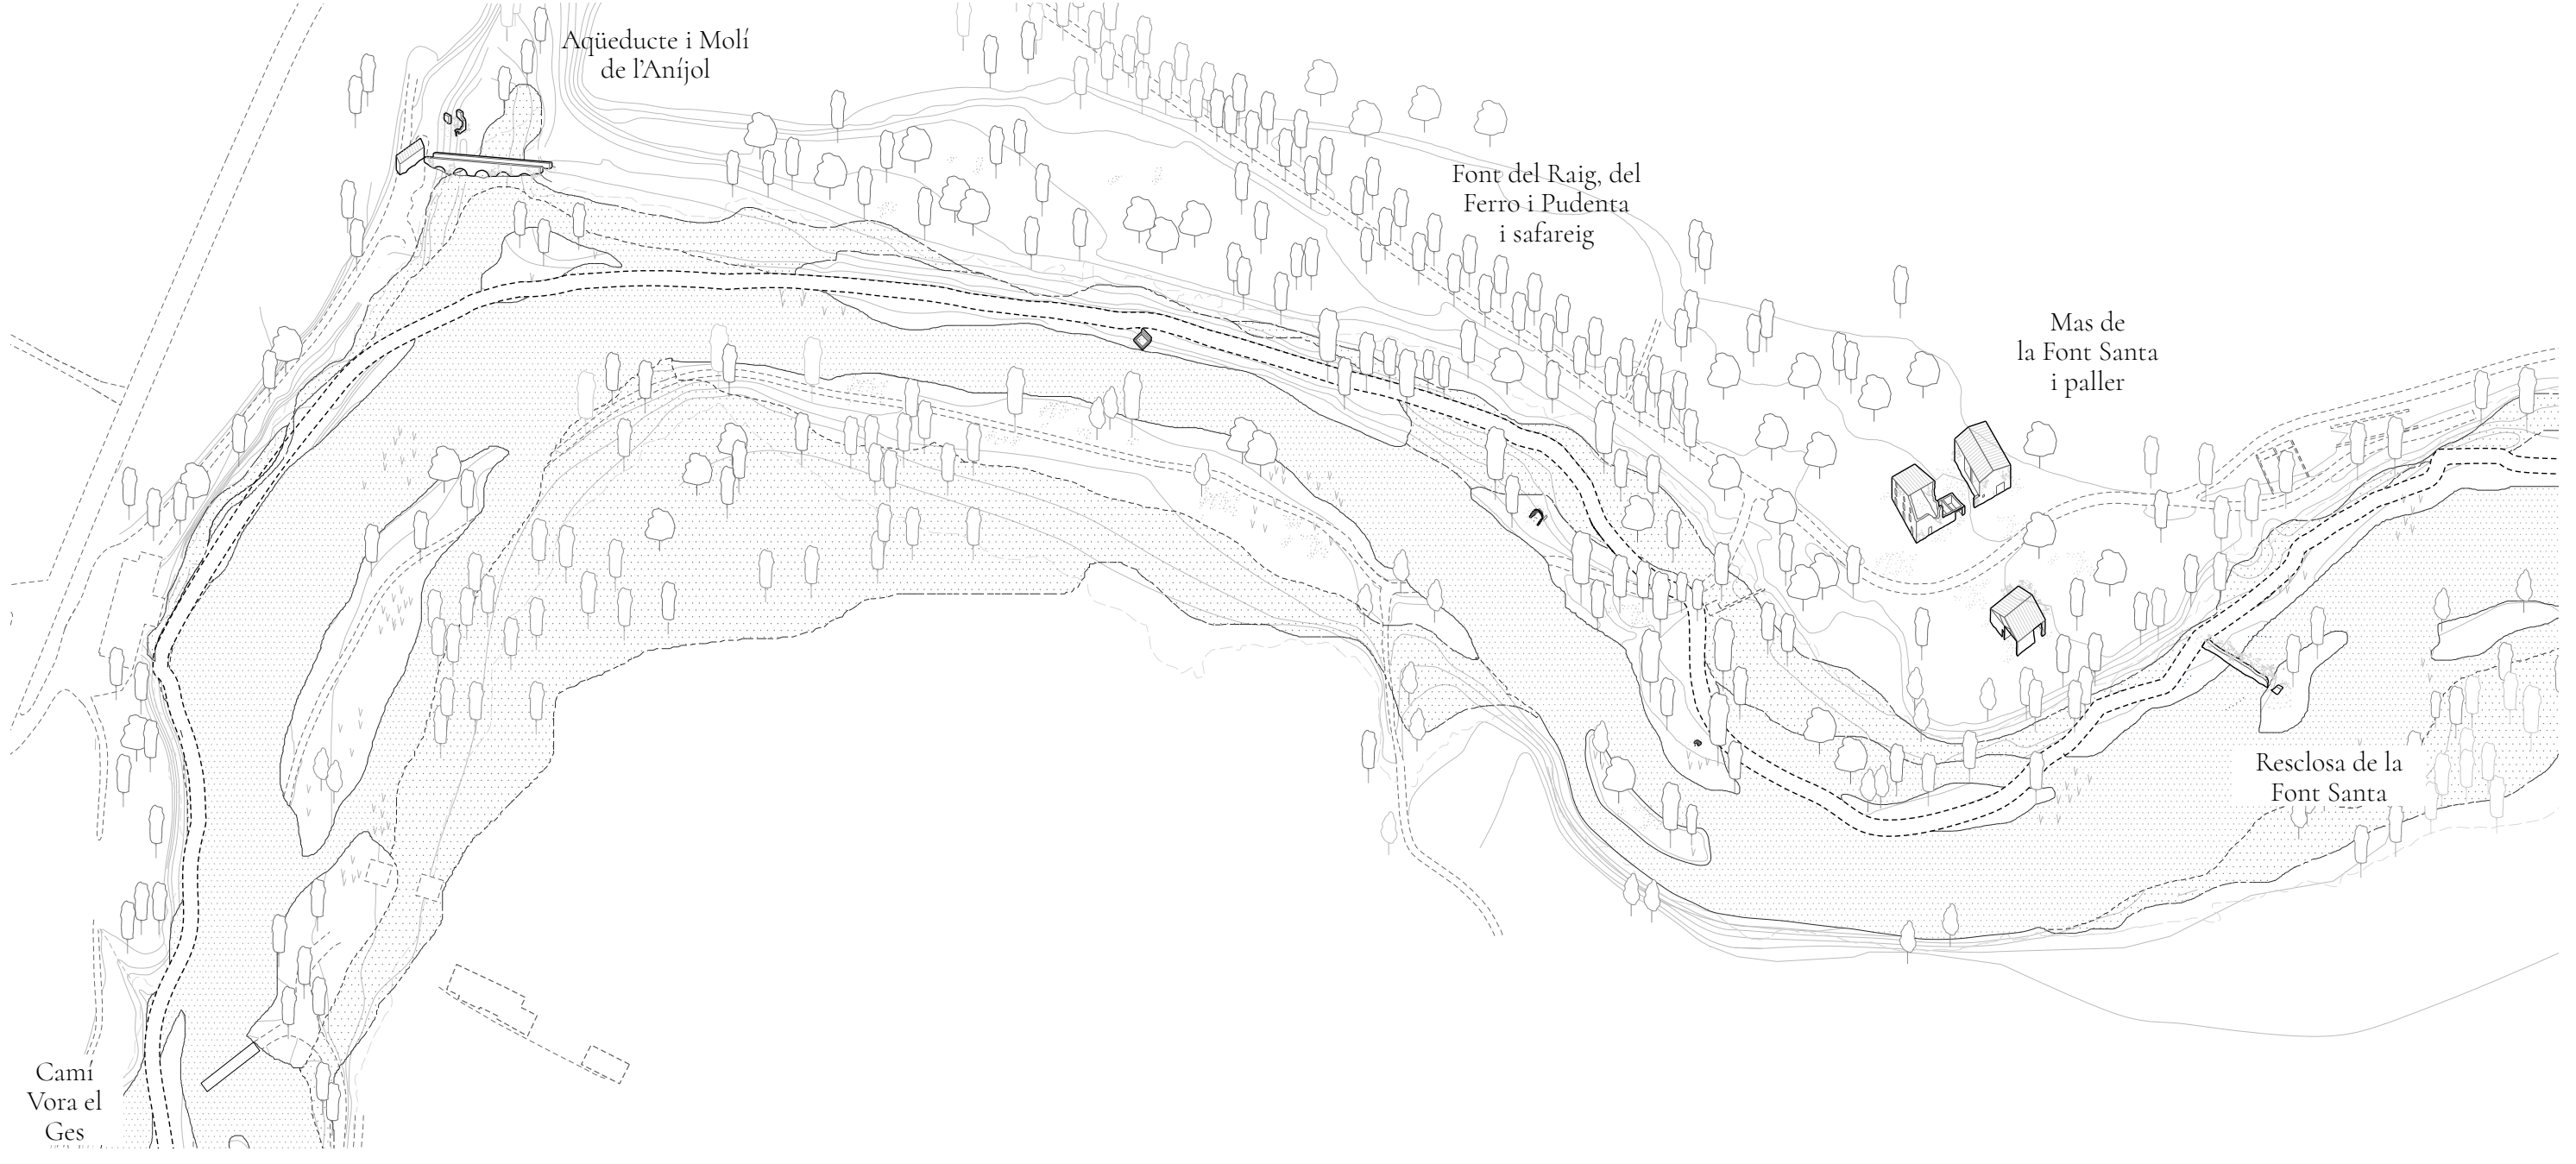 Aqüeducte i Molí
de l'Aníjol
Font del Raig, del
Ferro i Pudenta
i safareig
Mas de
la Font Santa
i paller
Resclosa de la
Font Santa
Camí
Vora el
Ges